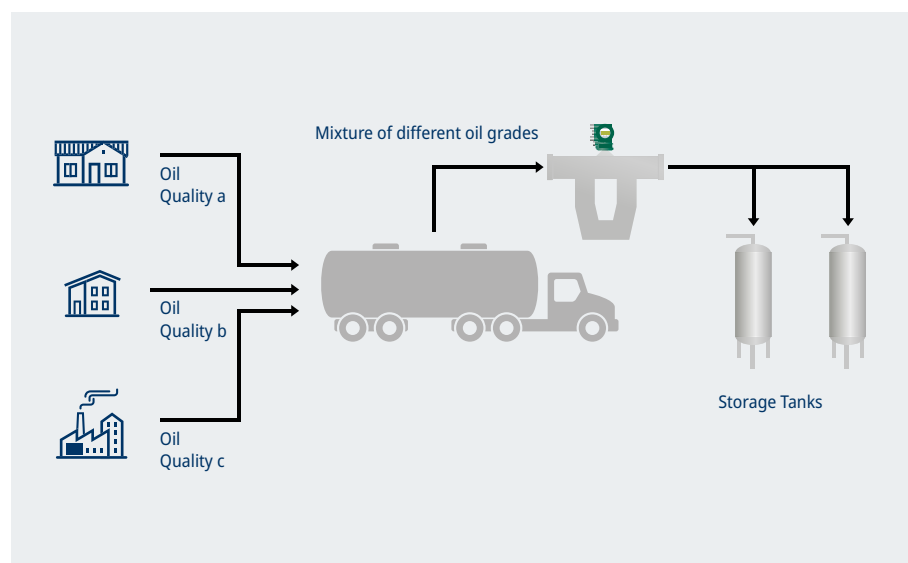 Mixture of different oil grades
Oil
Quality a
Oil
Quality b
Oil
Quality c
Storage Tanks